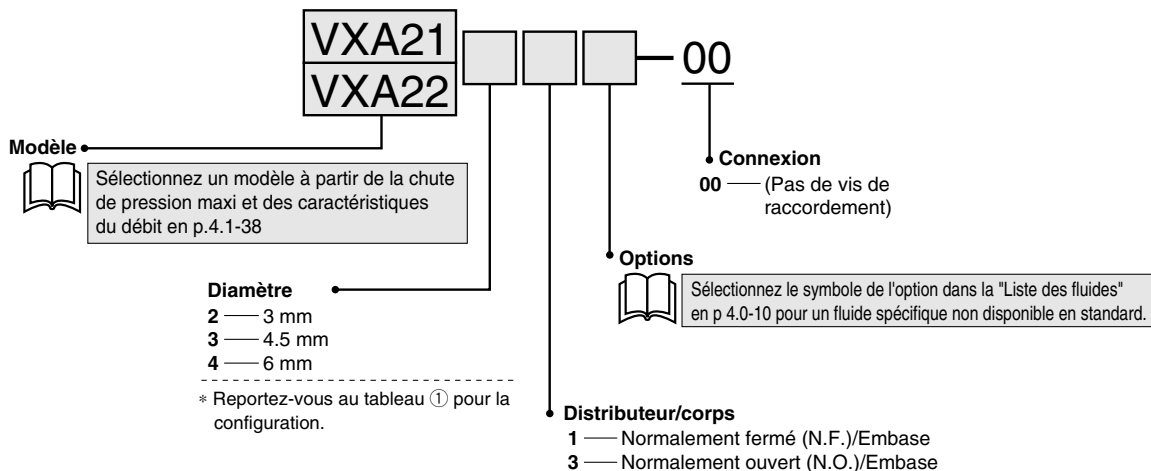 VXA21
VXA22
00
Modèle
Sélectionnez un modèle à partir de la chute
de pression maxi et des caractéristiques
du débit en p.4.1-38
Connexion
00 — (Pas de vis de
raccordement)
Options
Sélectionnez le symbole de l'option dans la "Liste des fluides"
en p 4.0-10 pour un fluide spécifique non disponible en standard.
Diamètre
2 — 3 mm
3 — 4.5 mm
4 — 6 mm
* Reportez-vous au tableau ① pour la
configuration.
Distributeur/corps
1 — Normalement fermé (N.F.)/Embase
3 — Normalement ouvert (N.O.)/Embase